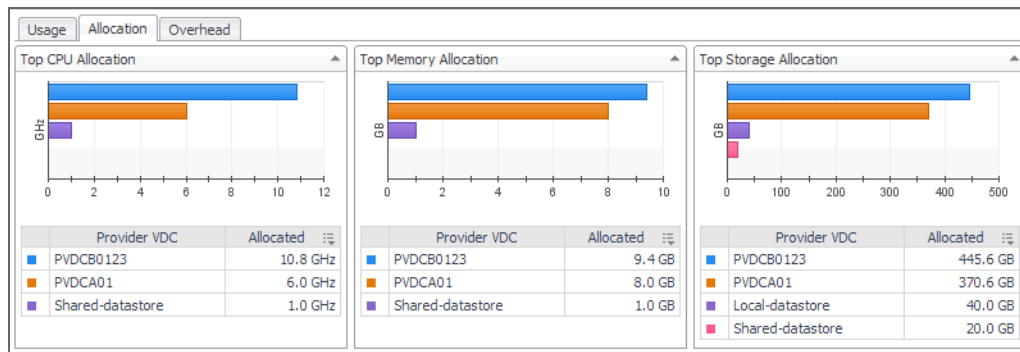 Usage Allocation Overhead
Top CPU Allocation
GHz
0 2 4 6 8 10 12
Provider VDC Allocated
PVDCB0123 10.8 GHz
PVDCA01 6.0 GHz
Shared-datastore 1.0 GHz
Top Memory Allocation
GB
0 2 4 6 8 10
Provider VDC Allocated
PVDCB0123 9.4 GB
PVDCA01 8.0 GB
Shared-datastore 1.0 GB
Top Storage Allocation
GB
0 100 200 300 400 500
Provider VDC Allocated
PVDCB0123 445.6 GB
PVDCA01 370.6 GB
Local-datastore 40.0 GB
Shared-datastore 20.0 GB